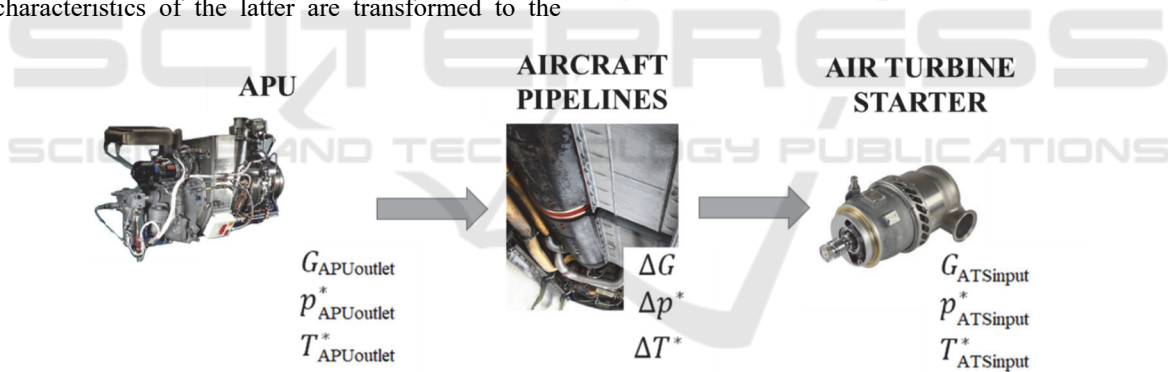 characteristics of the latter are transformed to the
SCITEPRESS
SCIENCE AND TECHNOLOGY PUBLICATIONS
APU
AIRCRAFT
PIPELINES
AIR TURBINE
STARTER
G_APUoutlet
p*_APUoutlet
T*_APUoutlet
ΔG
Δp*
ΔT*
G_ATSinput
p*_ATSinput
T*_ATSinput